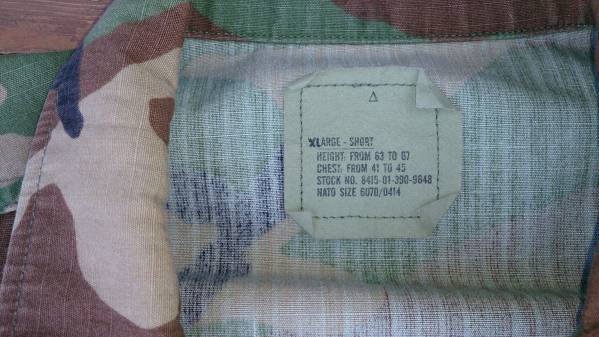 XLARGE - SHORT
HEIGHT: FROM 63 TO 67
CHEST: FROM 41 TO 45
STOCK NO. 8415-01-390-9648
NATO SIZE 6070/0414